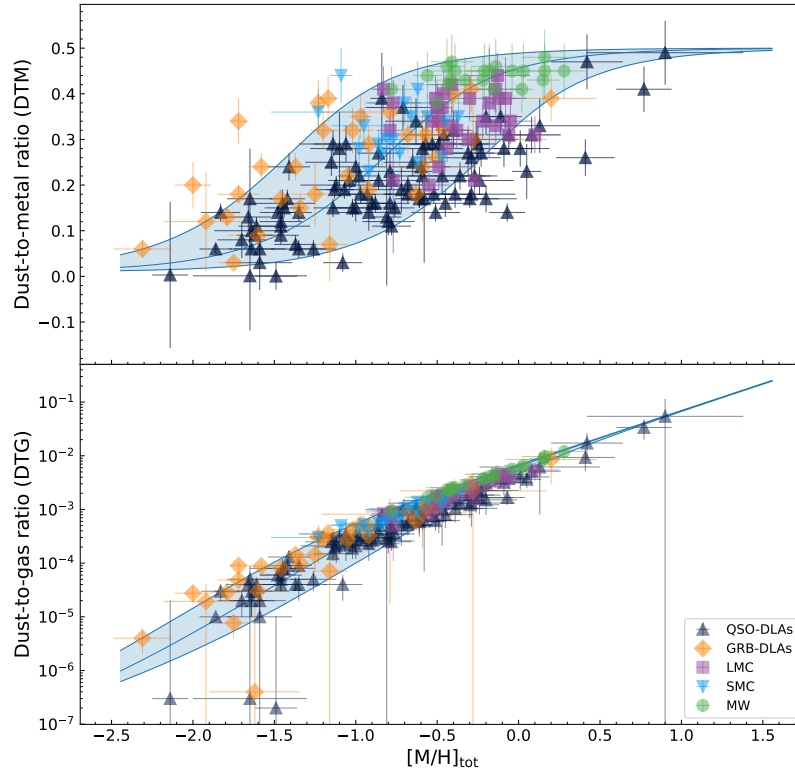 Dust-to-metal ratio (DTM)
0.5
0.4
0.3
0.2
0.1
0.0
−0.1
Dust-to-gas ratio (DTG)
10⁻¹
10⁻²
10⁻³
10⁻⁴
10⁻⁵
10⁻⁶
10⁻⁷
QSO-DLAs
GRB-DLAs
LMC
SMC
MW
−2.5 −2.0 −1.5 −1.0 −0.5 0.0 0.5 1.0 1.5
[M/H]tot